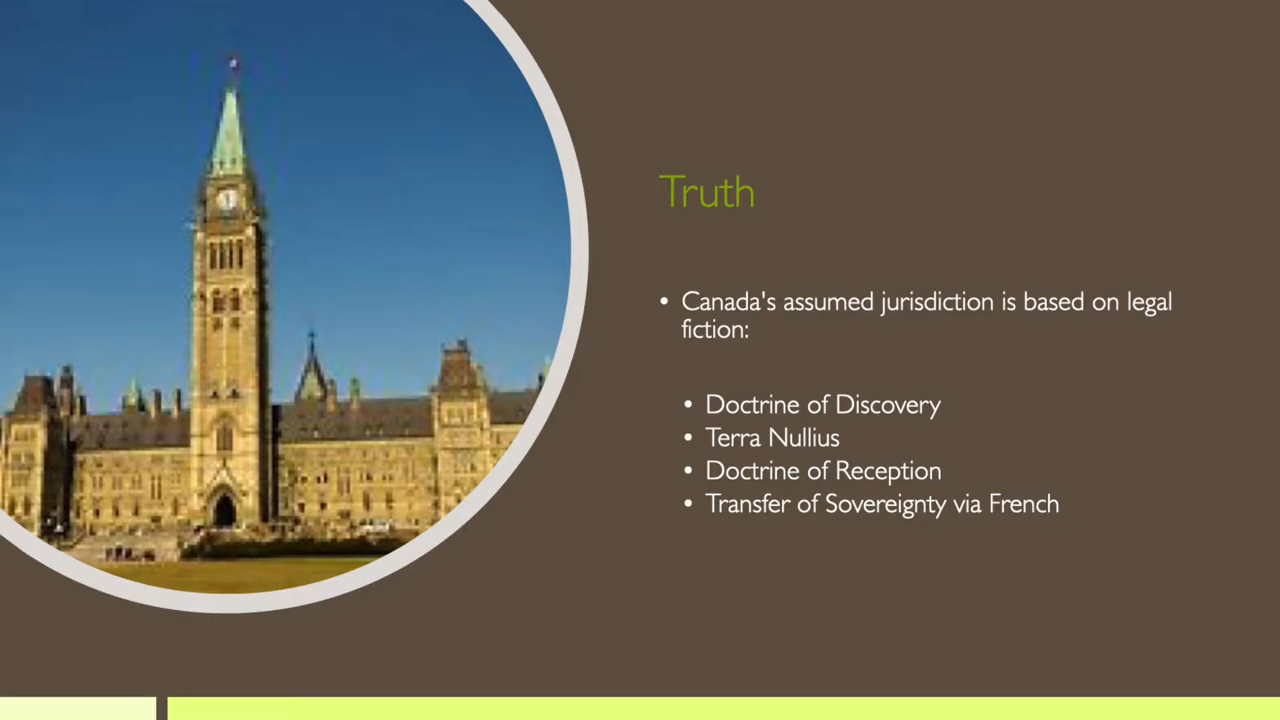 Truth
• Canada's assumed jurisdiction is based on legal
fiction:
• Doctrine of Discovery
• Terra Nullius
• Doctrine of Reception
• Transfer of Sovereignty via French